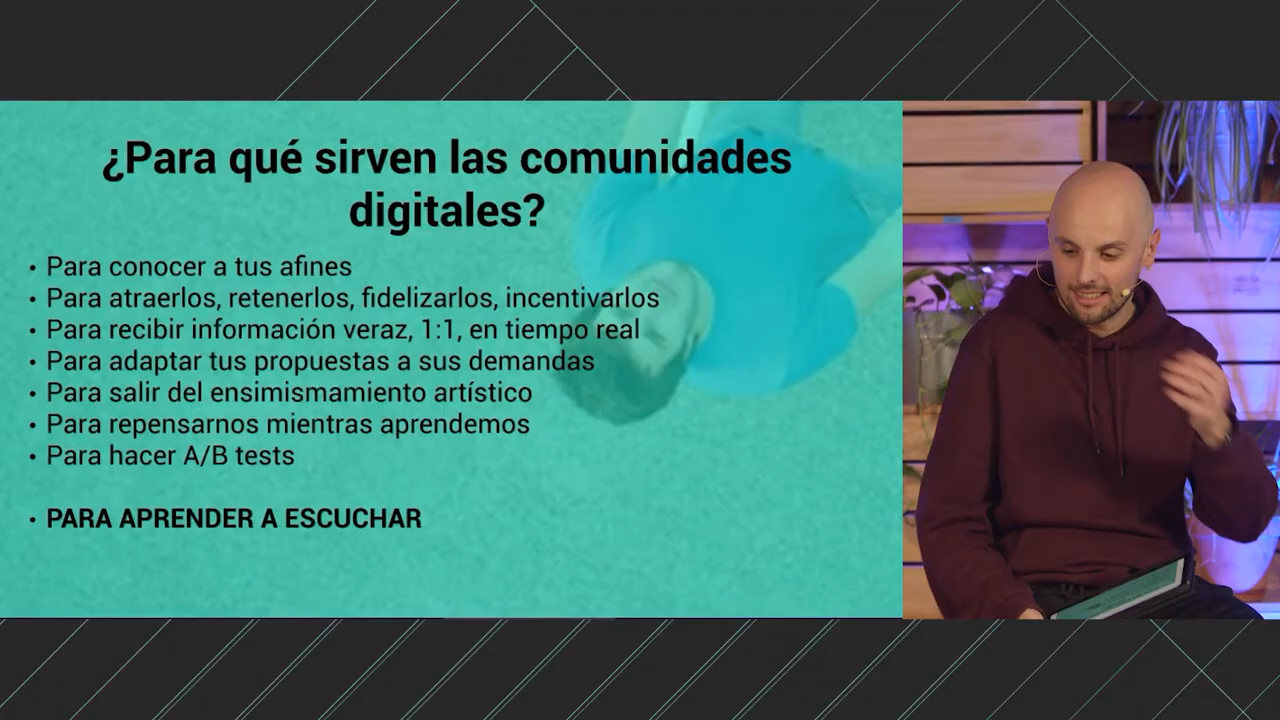 ¿Para qué sirven las comunidades
digitales?
• Para conocer a tus afines
• Para atraerlos, retenerlos, fidelizarlos, incentivarlos
• Para recibir información veraz, 1:1, en tiempo real
• Para adaptar tus propuestas a sus demandas
• Para salir del ensimismamiento artístico
• Para repensarnos mientras aprendemos
• Para hacer A/B tests
• PARA APRENDER A ESCUCHAR